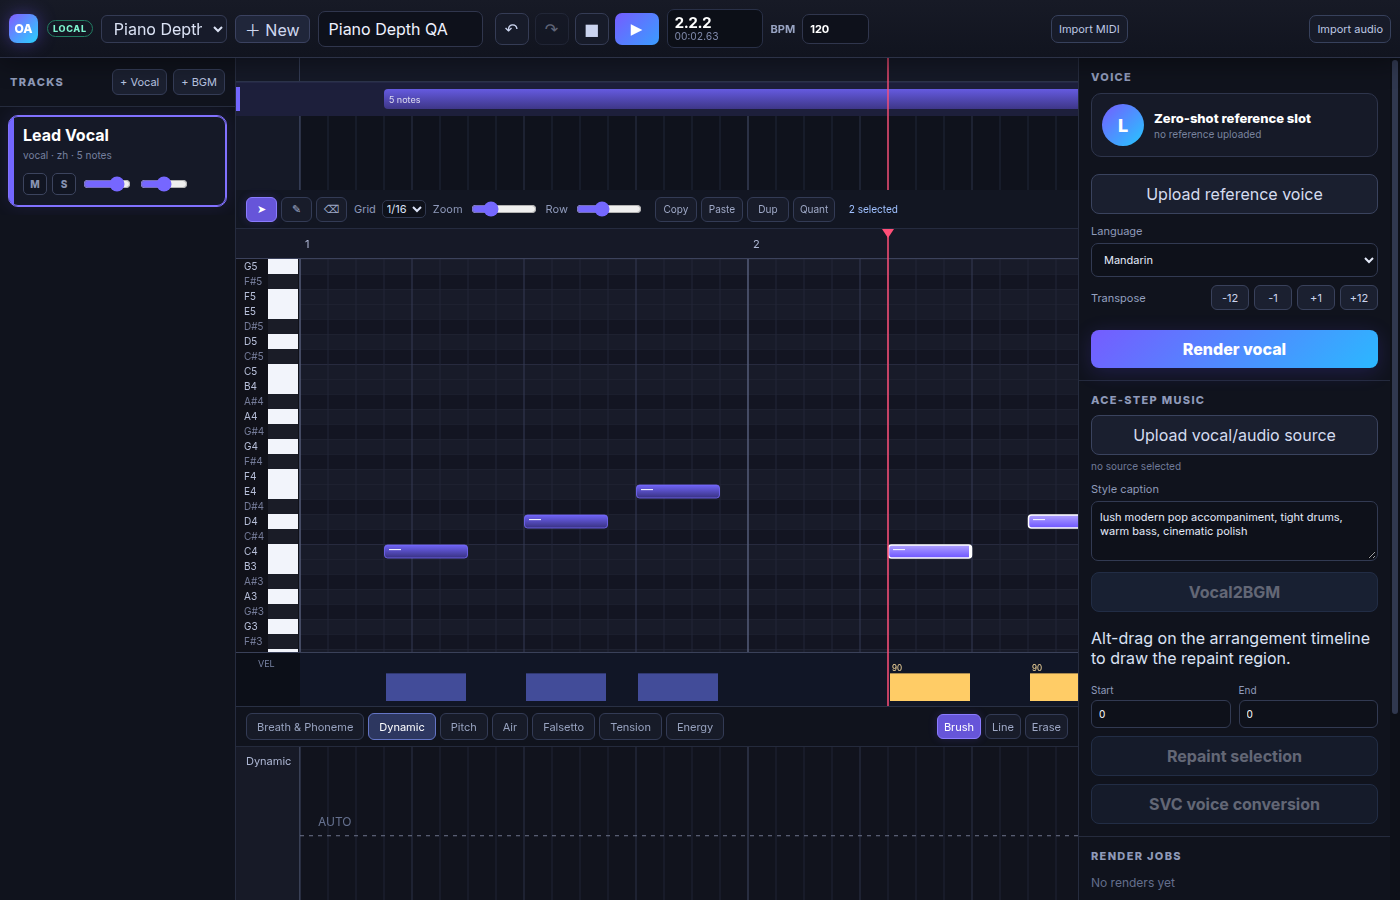 OA
LOCAL
Piano Depth
+ New
Piano Depth QA
2.2.2
00:02.63
BPM
120
Import MIDI
Import audio
TRACKS
+ Vocal
+ BGM
Lead Vocal
vocal · zh · 5 notes
M
S
5 notes
Grid
1/16
Zoom
Row
Copy
Paste
Dup
Quant
2 selected
1
2
G5
F#5
F5
E5
D#5
D5
C#5
C5
B4
A#4
A4
G#4
G4
F#4
F4
E4
D#4
D4
C#4
C4
B3
A#3
A3
G#3
G3
F#3
VEL
90
90
Breath & Phoneme
Dynamic
Pitch
Air
Falsetto
Tension
Energy
Brush
Line
Erase
Dynamic
AUTO
VOICE
L
Zero-shot reference slot
no reference uploaded
Upload reference voice
Language
Mandarin
Transpose
-12
-1
+1
+12
Render vocal
ACE-STEP MUSIC
Upload vocal/audio source
no source selected
Style caption
lush modern pop accompaniment, tight drums,
warm bass, cinematic polish
Vocal2BGM
Alt-drag on the arrangement timeline
to draw the repaint region.
Start
End
0
0
Repaint selection
SVC voice conversion
RENDER JOBS
No renders yet